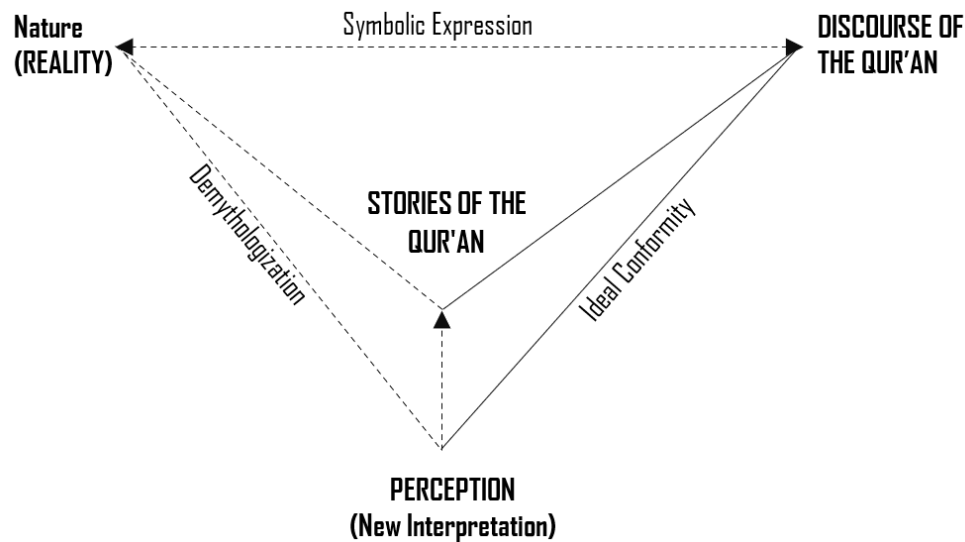 Nature
(REALITY)
Symbolic Expression
DISCOURSE OF
THE QUR’AN
Demythologization
STORIES OF THE
QUR'AN
Ideal Conformity
PERCEPTION
(New Interpretation)